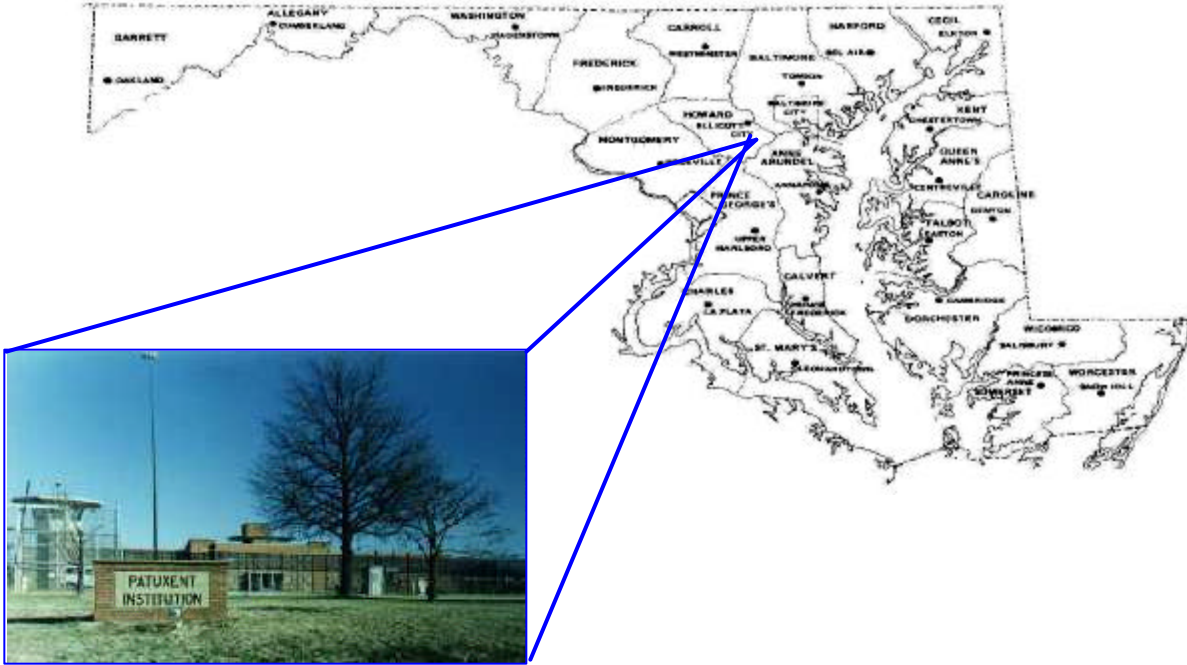 ALLEGANY
CUMBERLAND
WASHINGTON
HAGERSTOWN
GARRETT
OAKLAND
CARROLL
WESTMINSTER
HARFORD
BEL AIR
CECIL
ELKTON
FREDERICK
FREDERICK
BALTIMORE
TOWSON
BALTIMORE
CITY
HOWARD
ELLICOTT
CITY
KENT
CHESTERTOWN
MONTGOMERY
ROCKVILLE
ANNE
ARUNDEL
ANNAPOLIS
QUEEN
ANNE'S
CENTREVILLE
CAROLINE
DENTON
PRINCE
GEORGE'S
UPPER
MARLBORO
TALBOT
EASTON
CALVERT
PRINCE
FREDERICK
CHARLES
LA PLATA
CAMBRIDGE
DORCHESTER
ST. MARY'S
LEONARDTOWN
WICOMICO
SALISBURY
PRINCESS
ANNE
SOMERSET
WORCESTER
SNOW HILL
PATUXENT
INSTITUTION